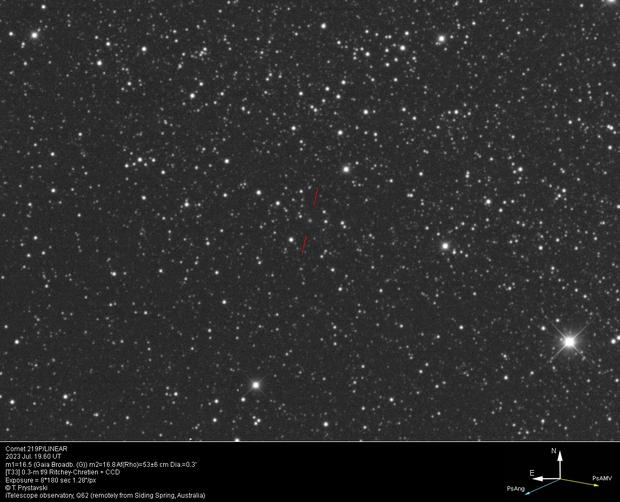 Comet 219P/LINEAR
2023 Jul. 19.60 UT
m1=16.5 (Gaia Broadb. (G)) m2=16.8 Af(Rho)=53±6 cm Dia.=0.3'
[T33] 0.3-m f/9 Ritchey-Chretien + CCD
Exposure = 8*180 sec 1.28"/px
© T. Prystavski
iTelescope observatory, Q62 (remotely from Siding Spring, Australia)
N
E
PsAng
PsAMV